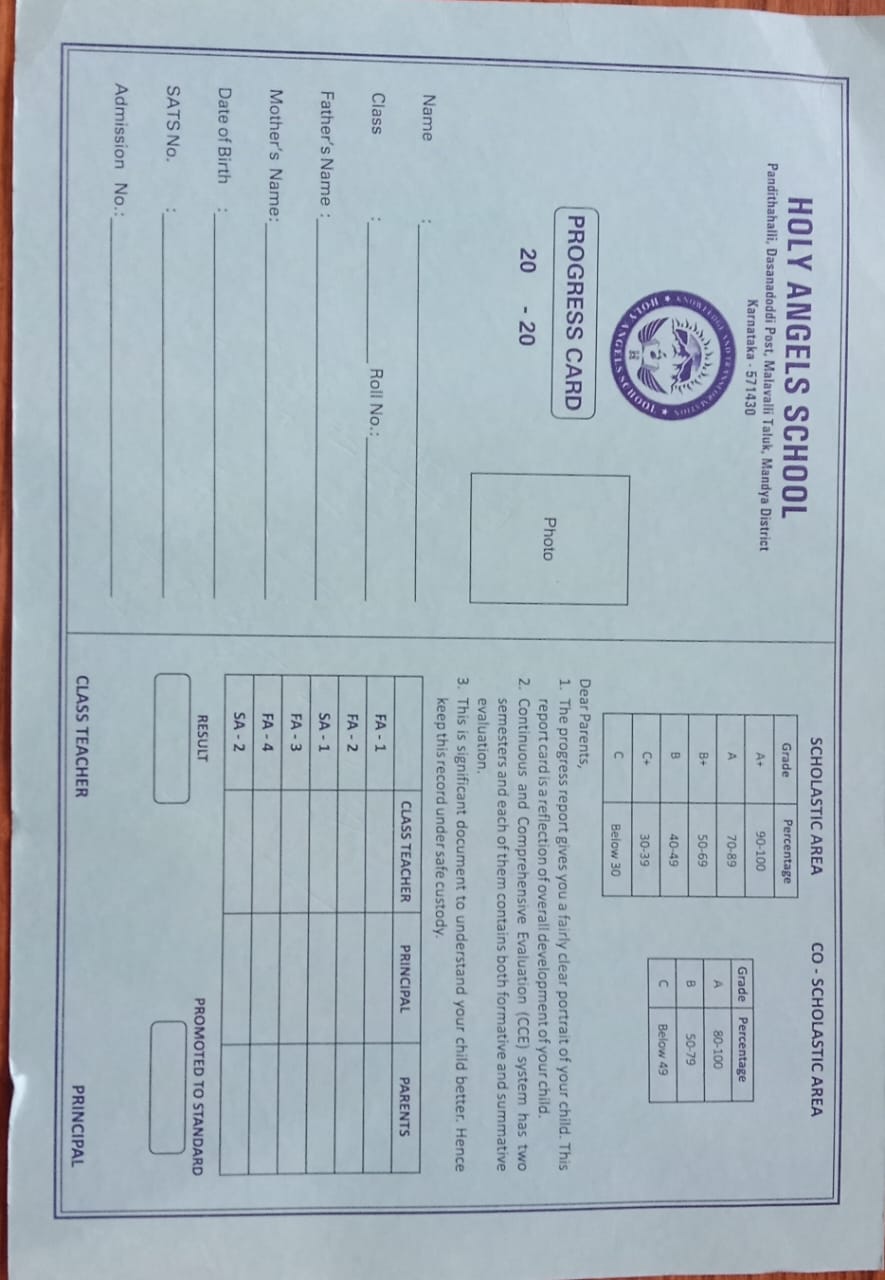 HOLY ANGELS SCHOOL
Pandithahalli, Dasanadoddi Post, Malavalli Taluk, Mandya District
Karnataka - 571430
KNOWLEDGE AND TRANSFORMATION
HOLY ANGELS SCHOOL
PROGRESS CARD
20 - 20
Photo
Name :
Class : Roll No.:
Father's Name :
Mother's Name:
Date of Birth :
SATS No. :
Admission No.:
SCHOLASTIC AREA
Grade Percentage
A+ 90-100
A 70-89
B+ 50-69
B 40-49
C+ 30-39
C Below 30
CO - SCHOLASTIC AREA
Grade Percentage
A 80-100
B 50-79
C Below 49
Dear Parents,
1. The progress report gives you a fairly clear portrait of your child. This
report card is a reflection of overall development of your child.
2. Continuous and Comprehensive Evaluation (CCE) system has two
semesters and each of them contains both formative and summative
evaluation.
3. This is significant document to understand your child better. Hence
keep this record under safe custody.
CLASS TEACHER PRINCIPAL PARENTS
FA - 1
FA - 2
SA - 1
FA - 3
FA - 4
SA - 2
RESULT
PROMOTED TO STANDARD
CLASS TEACHER
PRINCIPAL